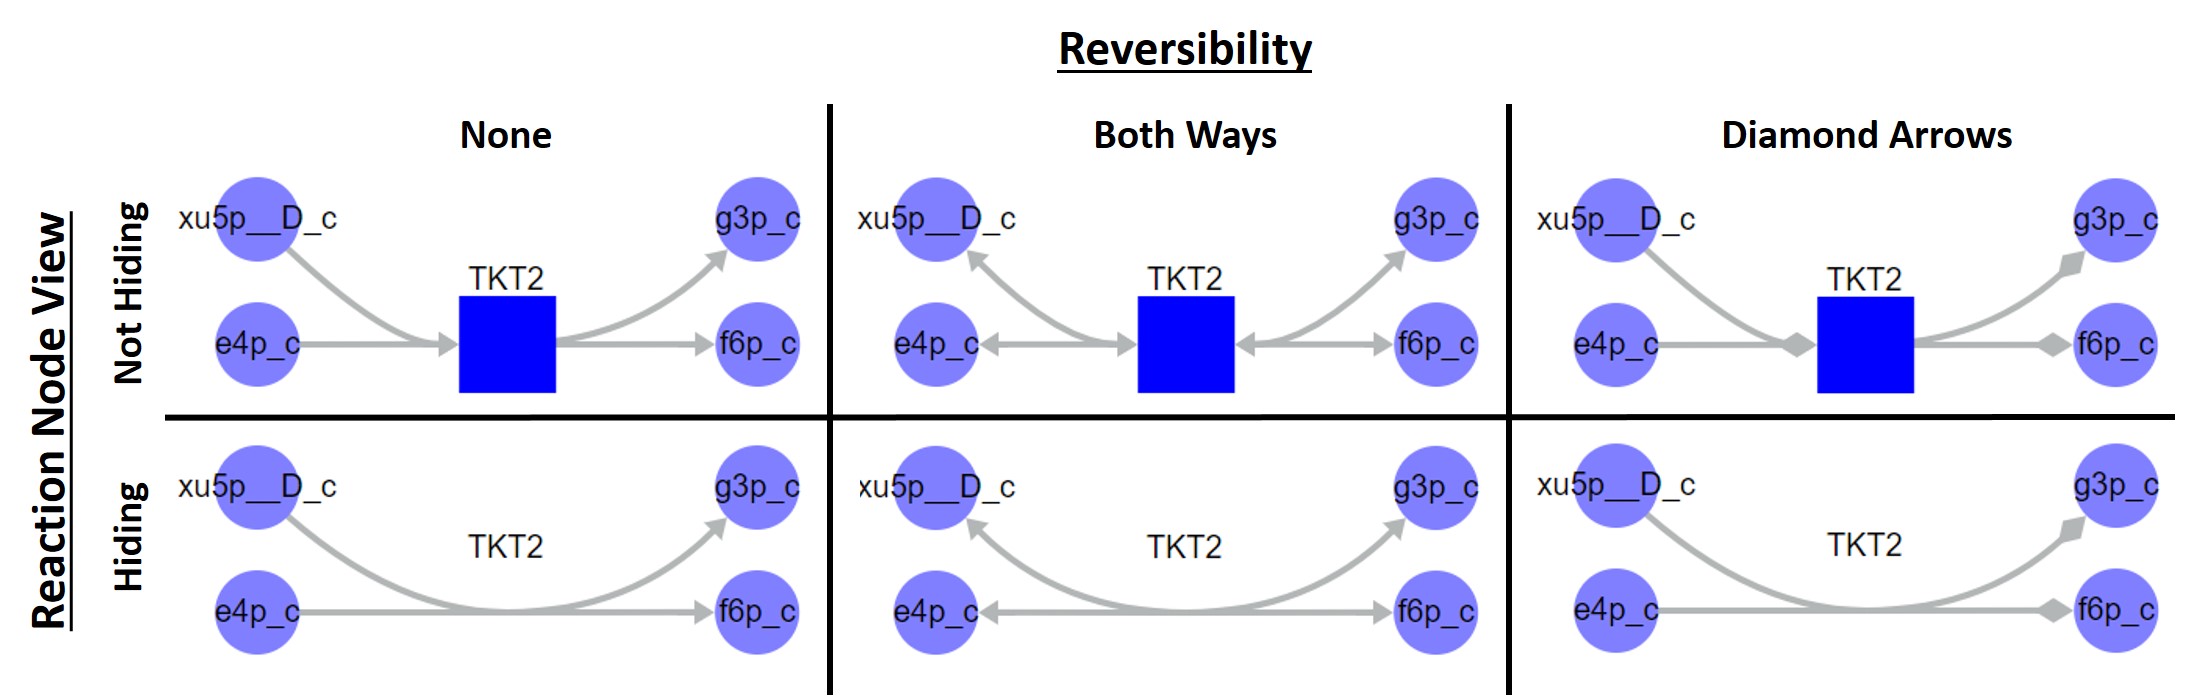 Reversibility
None
Both Ways
Diamond Arrows
Reaction Node View
Not Hiding
xu5p__D_c
g3p_c
TKT2
e4p_c
f6p_c
xu5p__D_c
g3p_c
TKT2
e4p_c
f6p_c
xu5p__D_c
g3p_c
TKT2
e4p_c
f6p_c
Hiding
xu5p__D_c
g3p_c
TKT2
e4p_c
f6p_c
xu5p__D_c
g3p_c
TKT2
e4p_c
f6p_c
xu5p__D_c
g3p_c
TKT2
e4p_c
f6p_c